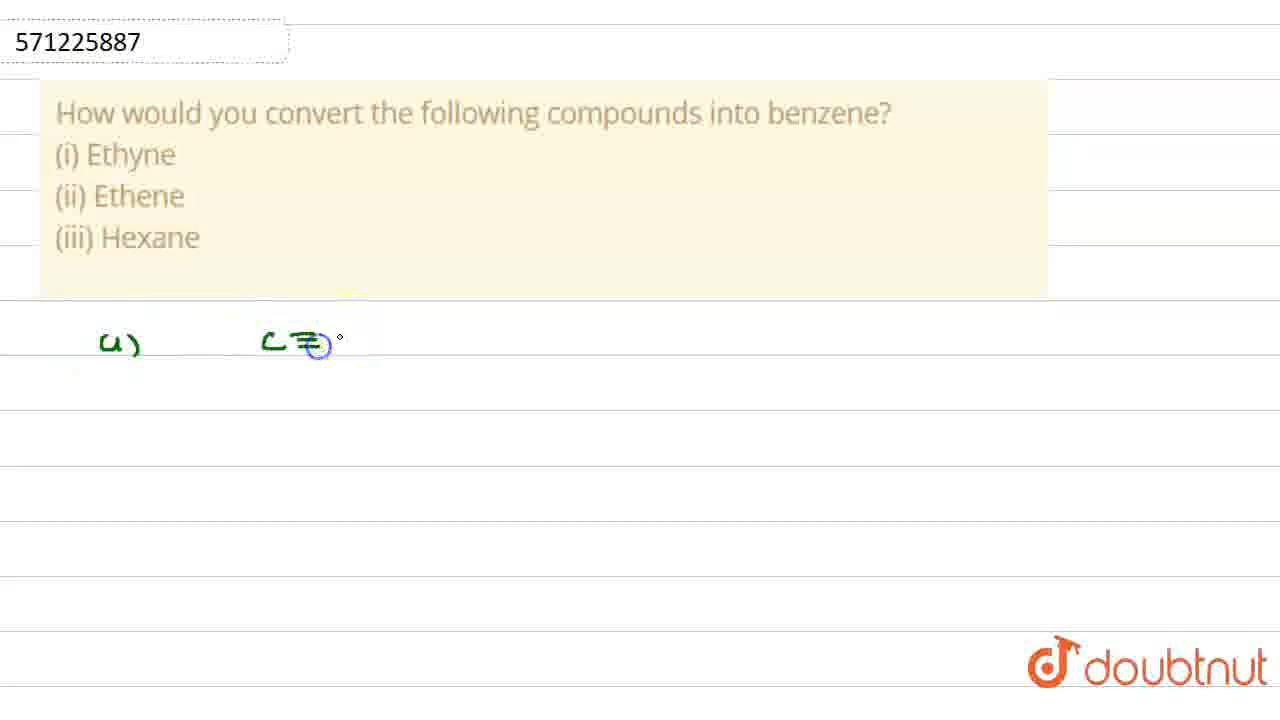 571225887
How would you convert the following compounds into benzene?
(i) Ethyne
(ii) Ethene
(iii) Hexane
a) C≡
doubtnut